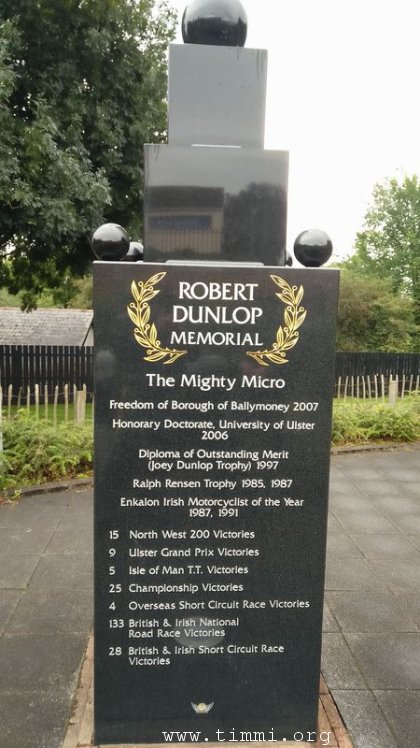 ROBERT
DUNLOP
MEMORIAL
The Mighty Micro
Freedom of Borough of Ballymoney 2007
Honorary Doctorate, University of Ulster
2006
Diploma of Outstanding Merit
(Joey Dunlop Trophy) 1997
Ralph Rensen Trophy 1985, 1987
Enkalon Irish Motorcyclist of the Year
1987, 1991
15 North West 200 Victories
9 Ulster Grand Prix Victories
5 Isle of Man T.T. Victories
25 Championship Victories
4 Overseas Short Circuit Race Victories
133 British & Irish National
Road Race Victories
28 British & Irish Short Circuit Race
Victories
www.timmi.org